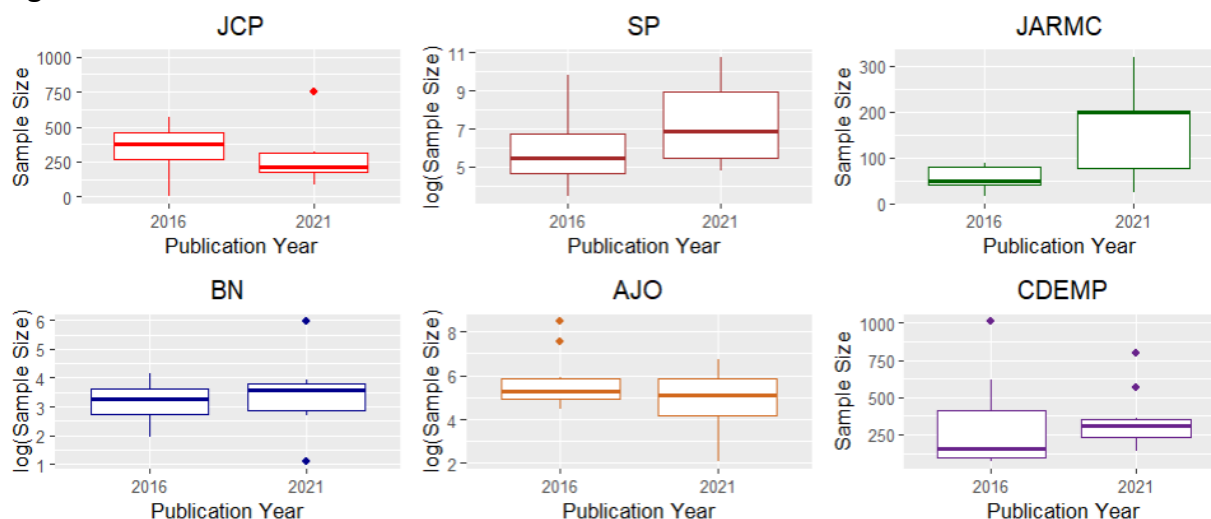 JCP
Sample Size
1000
750
500
250
0
2016 2021
Publication Year
SP
log(Sample Size)
11
9
7
5
2016 2021
Publication Year
JARMC
Sample Size
300
200
100
0
2016 2021
Publication Year
BN
log(Sample Size)
6
5
4
3
2
1
2016 2021
Publication Year
AJO
log(Sample Size)
8
6
4
2
2016 2021
Publication Year
CDEMP
Sample Size
1000
750
500
250
2016 2021
Publication Year